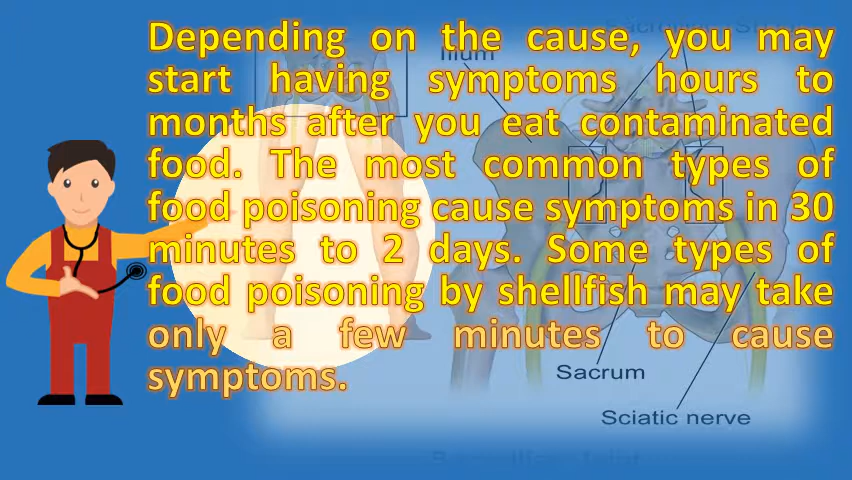 Depending on the cause, you may
start having symptoms hours to
months after you eat contaminated
food. The most common types of
food poisoning cause symptoms in 30
minutes to 2 days. Some types of
food poisoning by shellfish may take
only a few minutes to cause
symptoms.
Ilium
Sacrum
Sciatic nerve